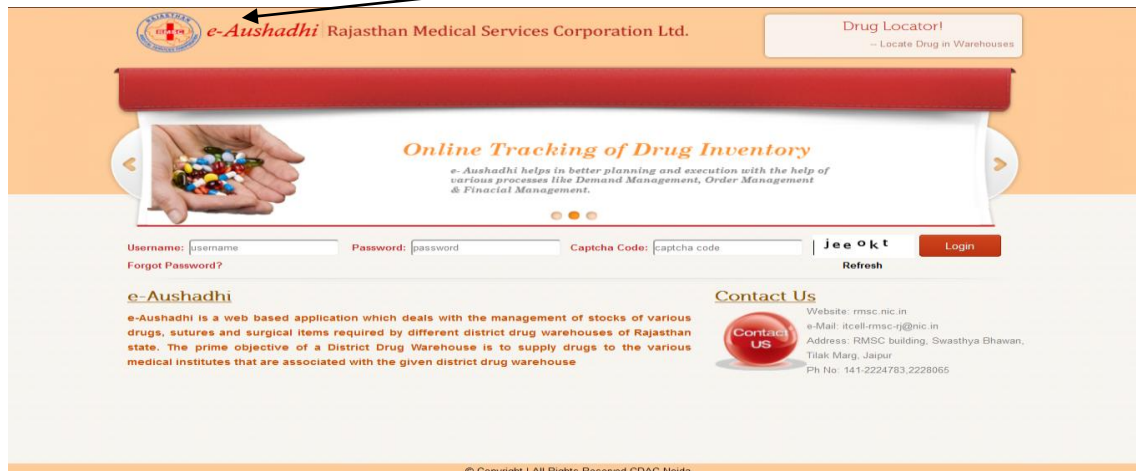 e-Aushadhi Rajasthan Medical Services Corporation Ltd.
Drug Locator!
-- Locate Drug in Warehouses
Online Tracking of Drug Inventory
e- Aushadhi helps in better planning and execution with the help of
various processes like Demand Management, Order Management
& Finacial Management.
Username: username Password: password Captcha Code: captcha code jeeokt Login
Forgot Password? Refresh
e-Aushadhi
e-Aushadhi is a web based application which deals with the management of stocks of various
drugs, sutures and surgical items required by different district drug warehouses of Rajasthan
state. The prime objective of a District Drug Warehouse is to supply drugs to the various
medical institutes that are associated with the given district drug warehouse
Contact Us
Contact
US
Website: rmsc.nic.in
e-Mail: itcell-rmsc-rj@nic.in
Address: RMSC building, Swasthya Bhawan,
Tilak Marg, Jaipur
Ph No: 141-2224783,2228065
© Copyright | All Rights Reserved CDAC Noida